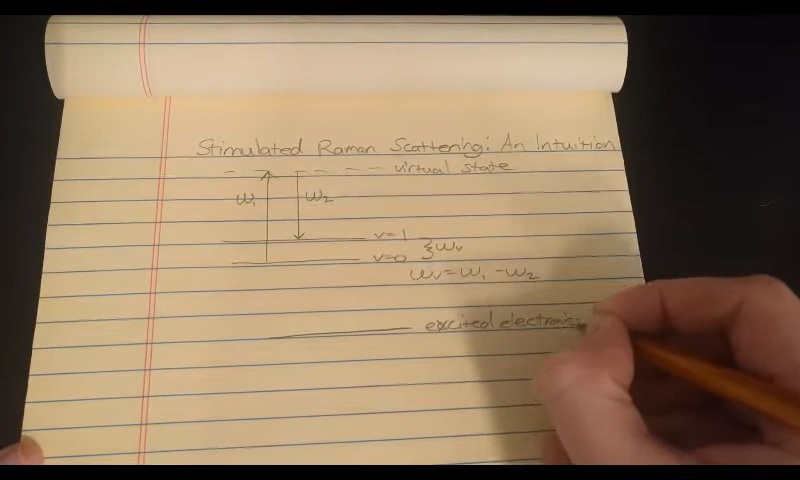 Stimulated Raman Scattering: An Intuition
virtual state
ω₁ ω₂
v=1
v=0 }ωv
ωv=ω₁-ω₂
excited electronic